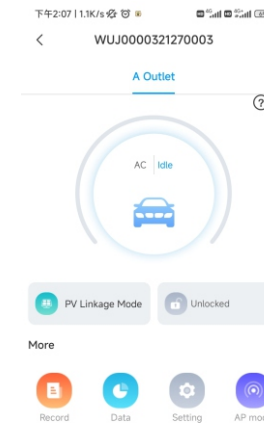 下午2:07 | 1.1K/s
WUJ0000321270003
A Outlet
?
AC | Idle
PV Linkage Mode
Unlocked
More
Record Data Setting AP mod